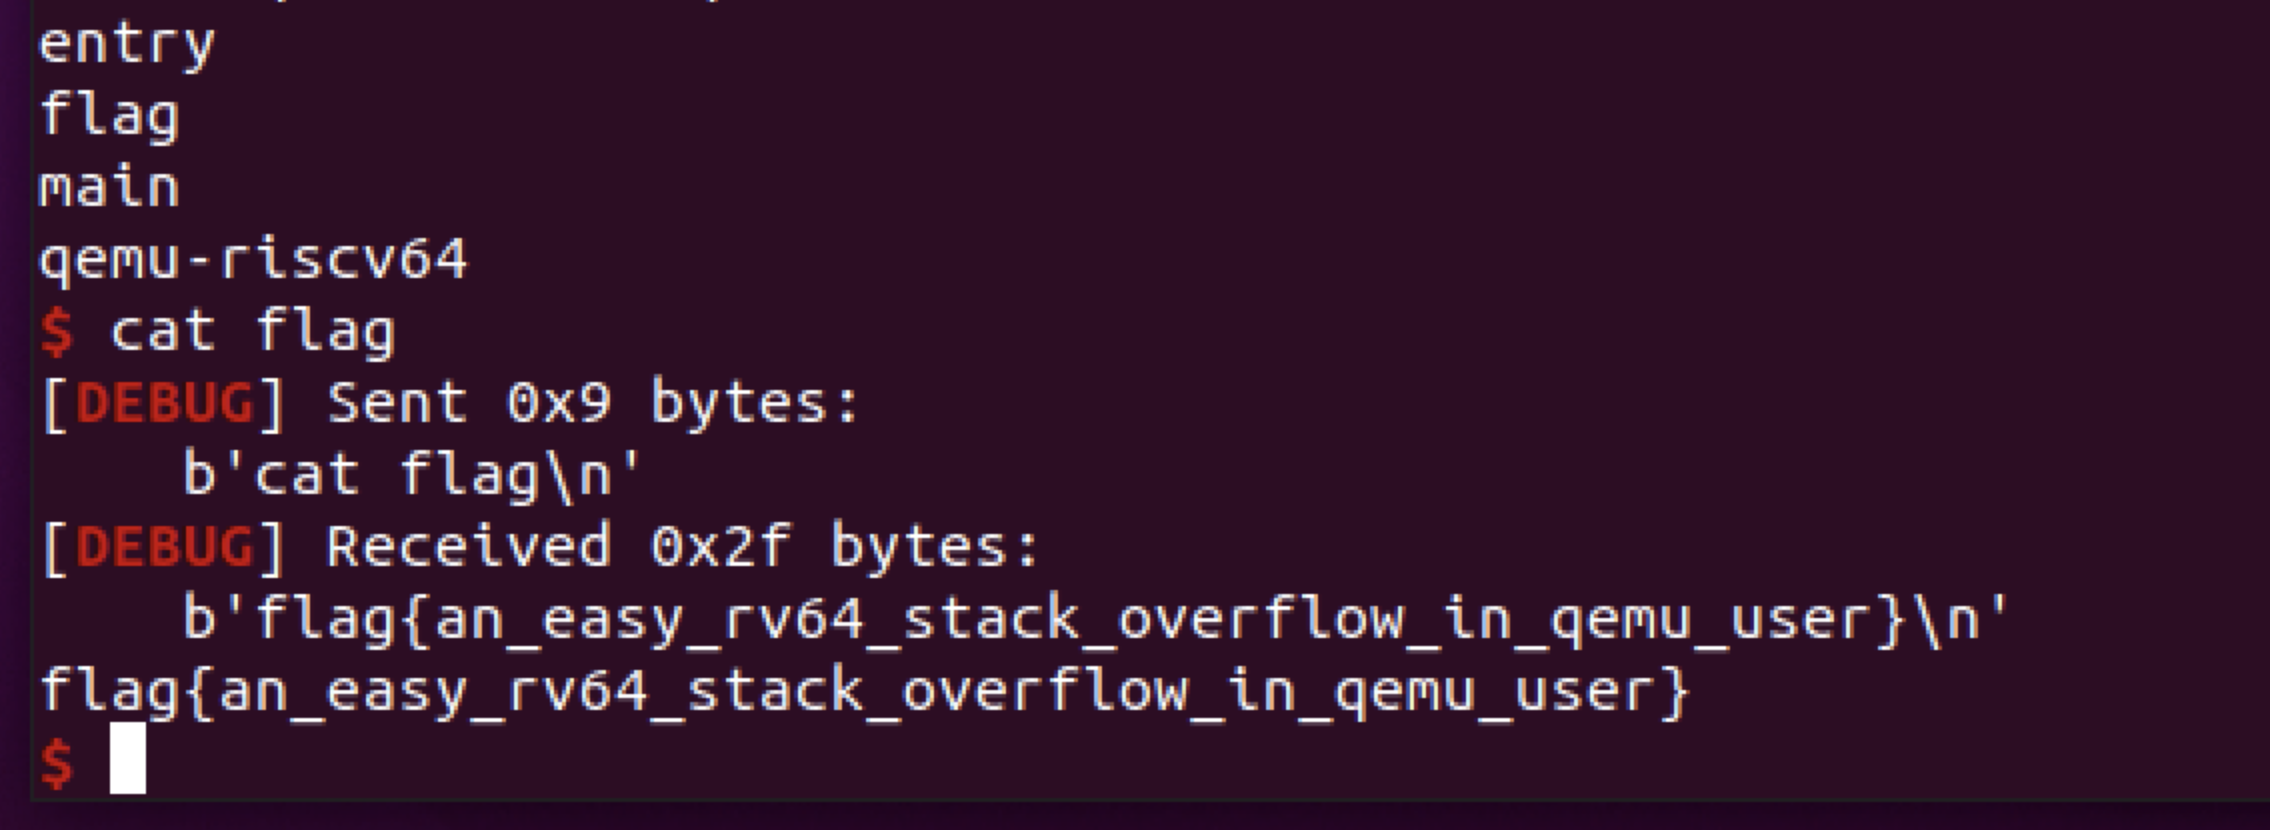 entry
flag
main
qemu-riscv64
$ cat flag
[DEBUG] Sent 0x9 bytes:
    b'cat flag\n'
[DEBUG] Received 0x2f bytes:
    b'flag{an_easy_rv64_stack_overflow_in_qemu_user}\n'
flag{an_easy_rv64_stack_overflow_in_qemu_user}
$